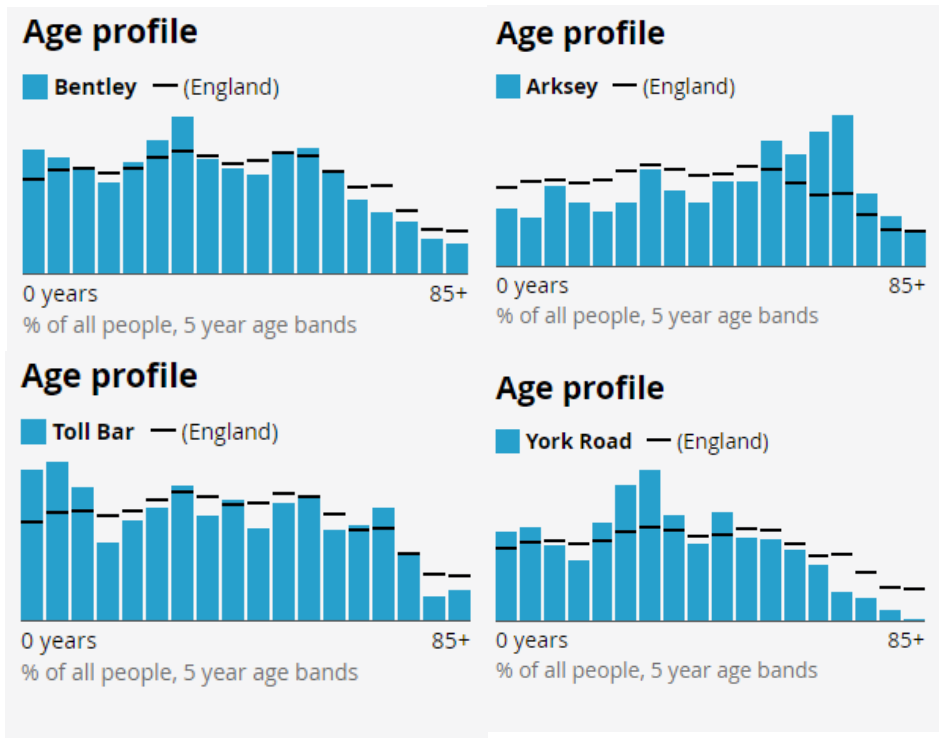 Age profile
Bentley — (England)
0 years 85+
% of all people, 5 year age bands
Age profile
Arksey — (England)
0 years 85+
% of all people, 5 year age bands
Age profile
Toll Bar — (England)
0 years 85+
% of all people, 5 year age bands
Age profile
York Road — (England)
0 years 85+
% of all people, 5 year age bands